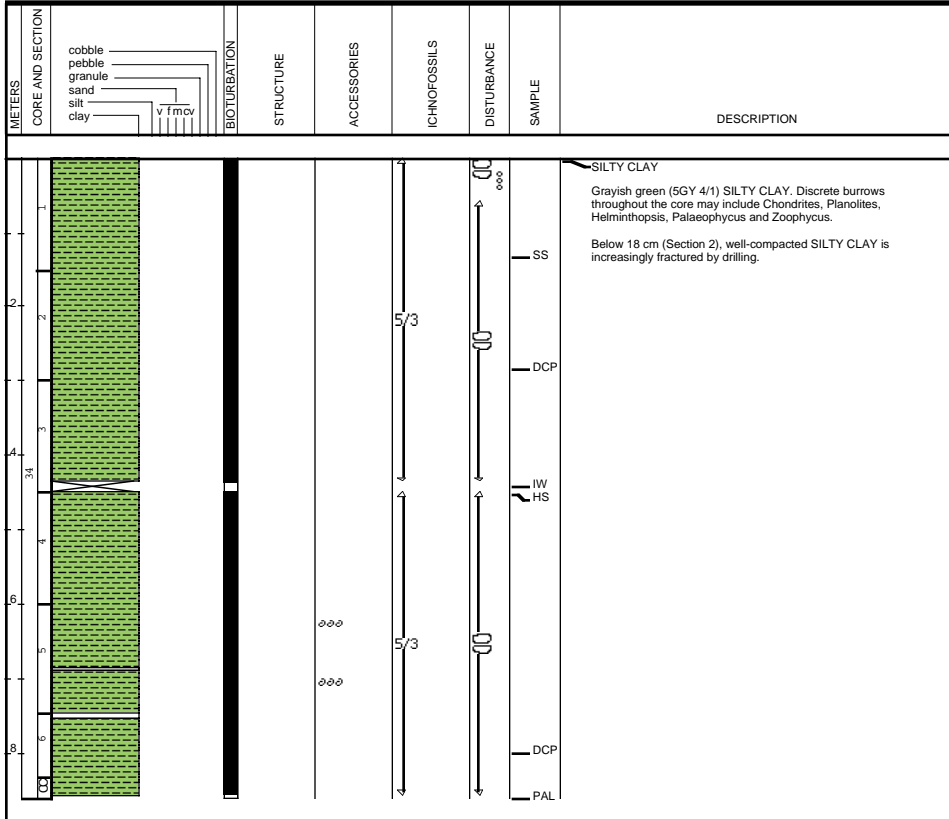 METERS
CORE AND SECTION
cobble
pebble
granule
sand
silt
clay
v f m c v
BIOTURBATION
STRUCTURE
ACCESSORIES
ICHNOFOSSILS
DISTURBANCE
SAMPLE
DESCRIPTION
SILTY CLAY
Grayish green (5GY 4/1) SILTY CLAY. Discrete burrows
throughout the core may include Chondrites, Planolites,
Helminthopsis, Palaeophycus and Zoophycus.
Below 18 cm (Section 2), well-compacted SILTY CLAY is
increasingly fractured by drilling.
1
SS
2
2
5/3
DCP
3
4
34
IW
HS
4
6
5
5/3
6
8
DCP
CC
PAL